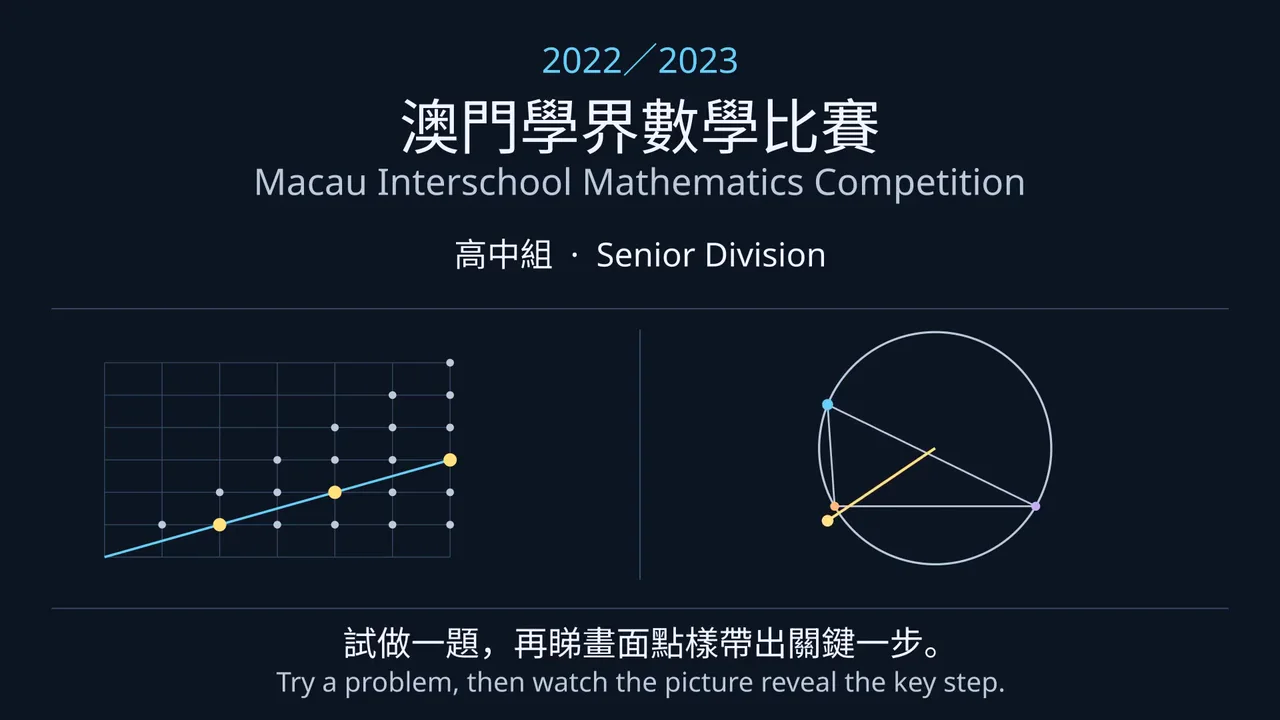 2022／2023
澳門學界數學比賽
Macau Interschool Mathematics Competition
高中組 · Senior Division
試做一題，再睇畫面點樣帶出關鍵一步。
Try a problem, then watch the picture reveal the key step.